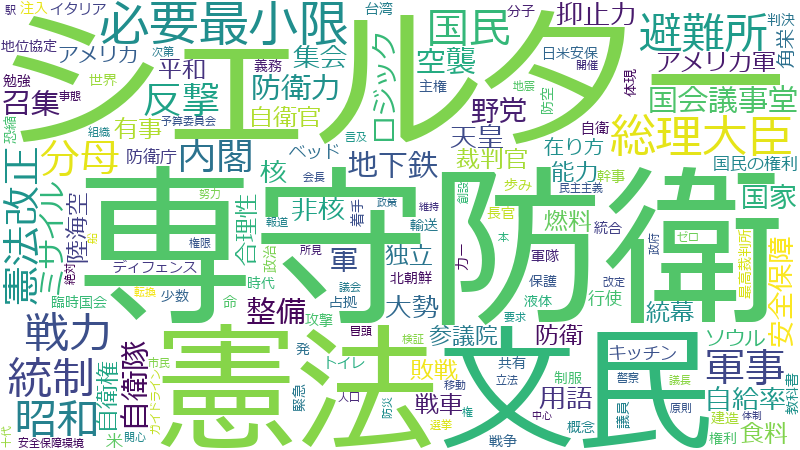 駅
注入
イタリア
必要最小限
国民
分子
抑止力
台湾
判決
地位協定
次第
シェルター
避難所
角栄
アメリカ
集会
ロジック
空襲
日米安保
開催
体現
アメリカ軍
勉強
世界
平和
義務
防衛力
主権
地震
国会議事堂
召集
事態
反撃
自衛官
野党
防空
恐縮
組織
予算委員会
言及
自衛
総理大臣
有事
天皇
分母
防衛庁
内閣
核
ベッド
会長
地下鉄
裁判官
在り方
能力
国民の権利
憲法改正
ミサイル
陸海空
専守防衛
努力
政策
維持
創設
歩み
民主主義
幹事
国家
合理性
非核
着手
輸送
長官
燃料
船
権限
報道
カー
本
統合
政府
ゼロ
最高裁判所
安全保障
絶対
ディフェンス
政治
所見
軍
独立
軍隊
保護
改定
臨時国会
転換
少数
時代
議会
占拠
北朝鮮
液体
行使
統幕
命
整備
攻撃
大勢
要求
戦力
憲法
文民
冒頭
検証
参議院
防衛
ソウル
統制
自衛権
自衛隊
市民
ガイドライン
発
緊急
トイレ
敗戦
共有
制服
キッチン
警察
議長
軍事
昭和
移動
立法
戦車
権
用語
議員
原則
自給率
教科書
十代
安全保障環境
米
関心
人口
防災
選挙
中心
戦争
概念
建造
体制
権利
食料